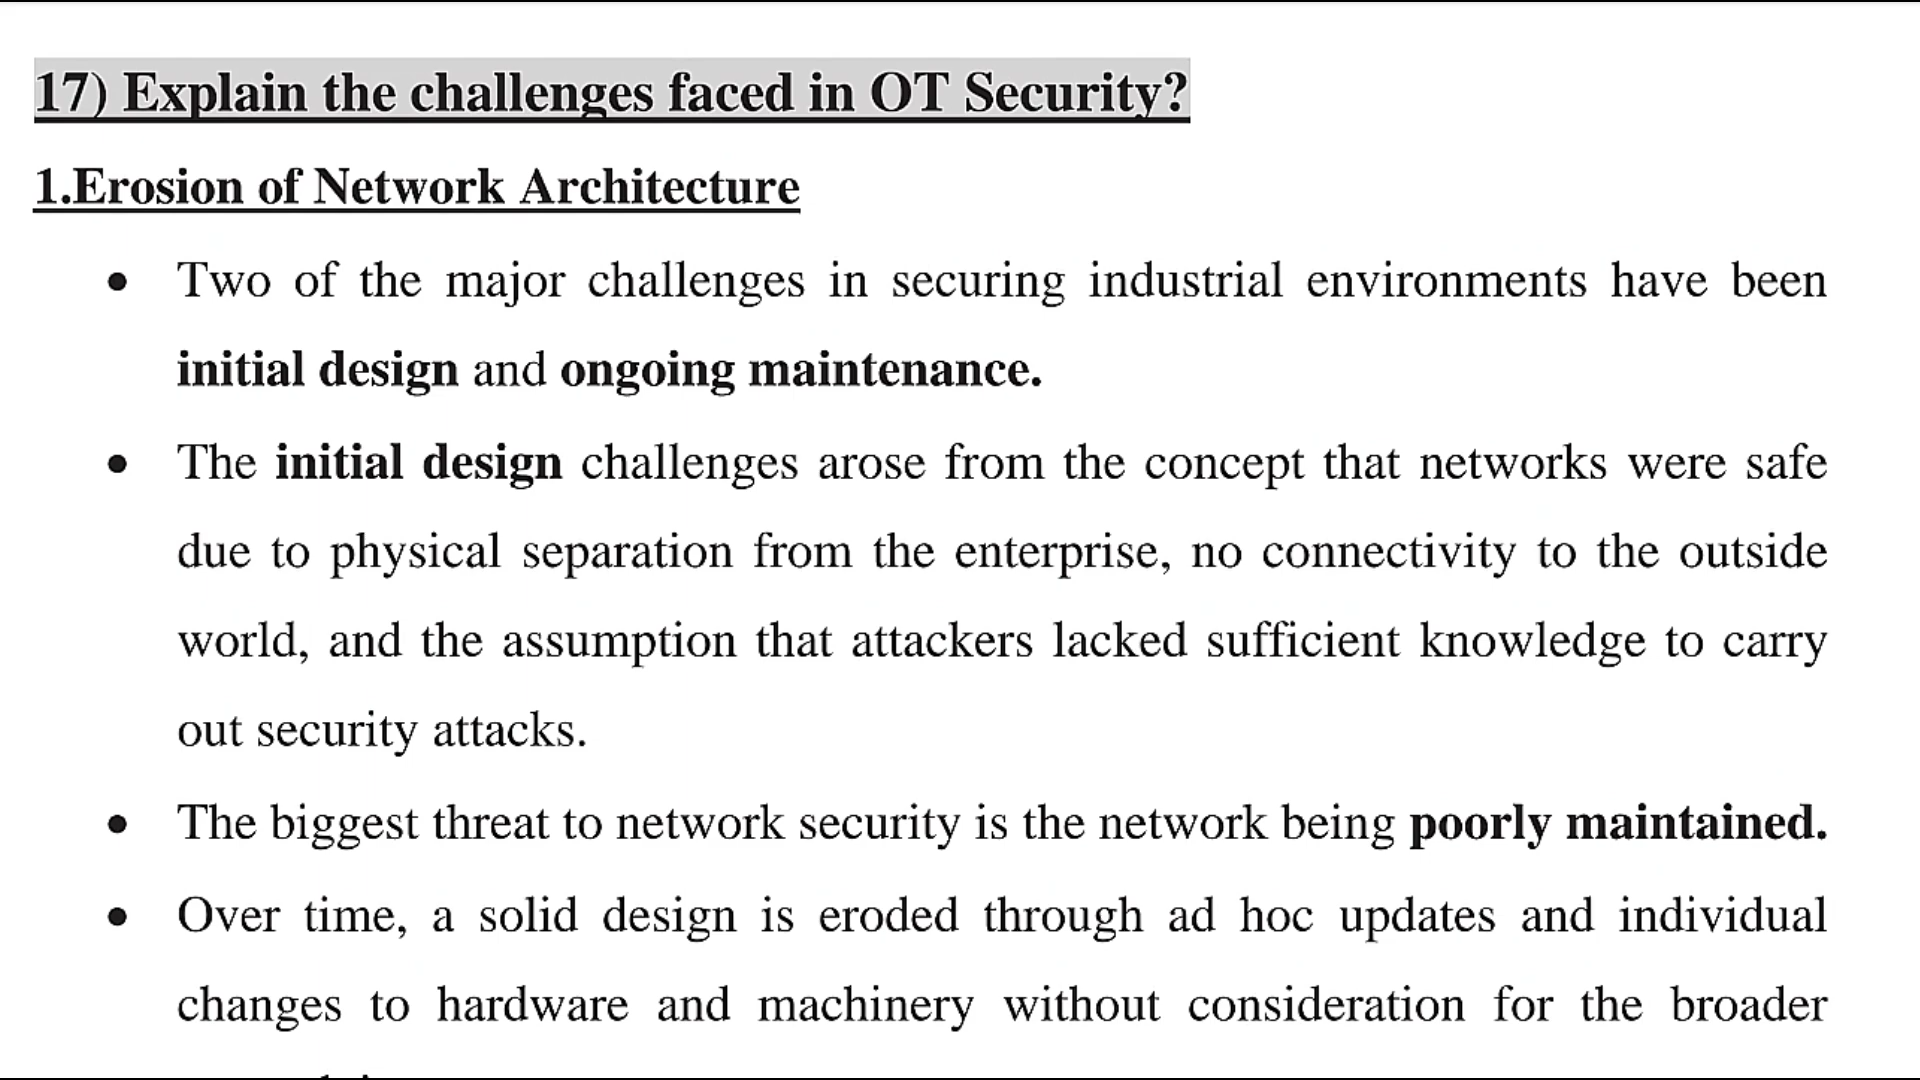 17) Explain the challenges faced in OT Security?
1.Erosion of Network Architecture
• Two of the major challenges in securing industrial environments have been
initial design and ongoing maintenance.
• The initial design challenges arose from the concept that networks were safe
due to physical separation from the enterprise, no connectivity to the outside
world, and the assumption that attackers lacked sufficient knowledge to carry
out security attacks.
• The biggest threat to network security is the network being poorly maintained.
• Over time, a solid design is eroded through ad hoc updates and individual
changes to hardware and machinery without consideration for the broader